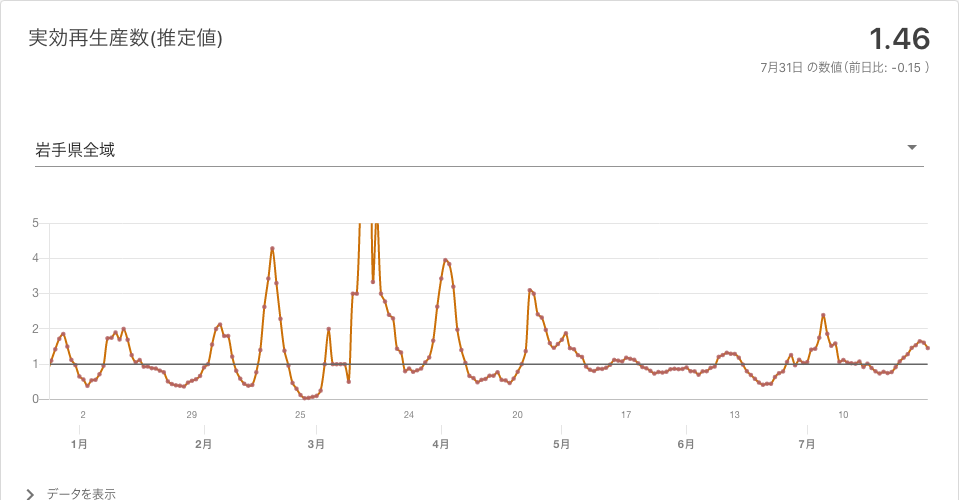 実効再生産数(推定値)
1.46
7月31日 の数値（前日比: -0.15 ）
岩手県全域
5
4
3
2
1
0
2 29 25 24 20 17 13 10
1月 2月 3月 4月 5月 6月 7月
データを表示